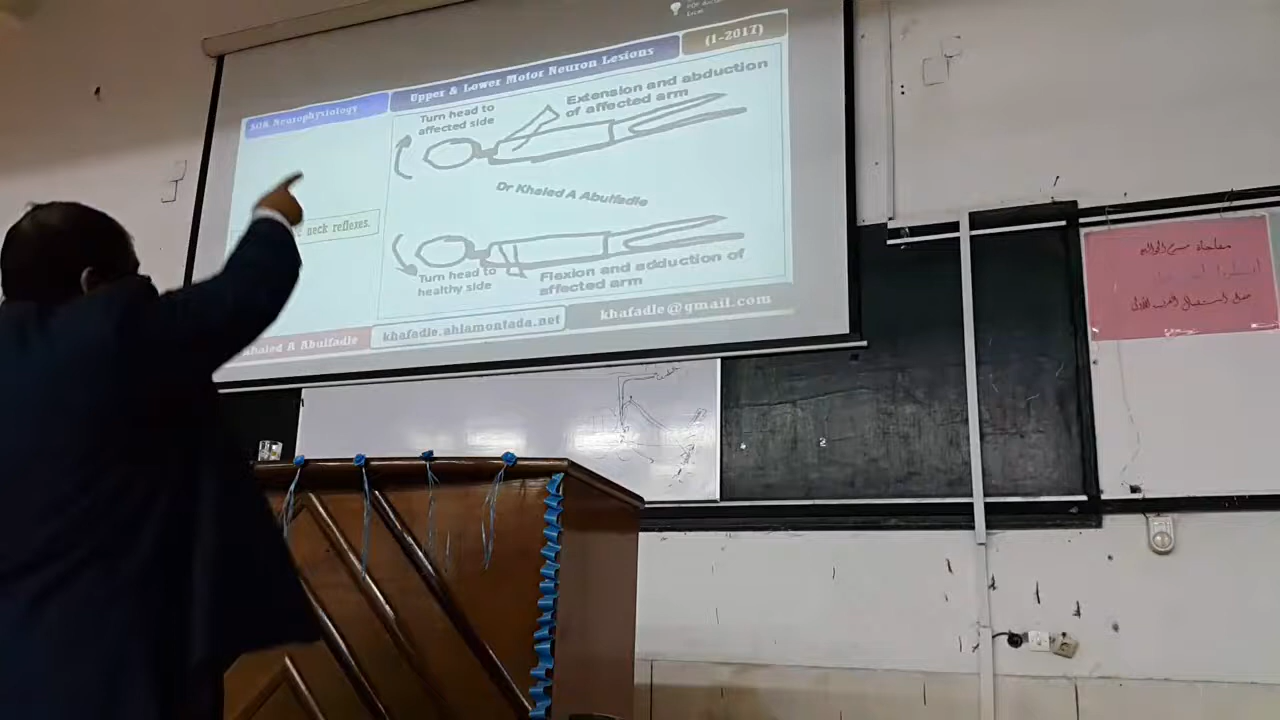 SOR Neurophysiology
Upper & Lower Motor Neuron Lesions
(1-2017)
Turn head to
affected side
Extension and abduction
of affected arm
Dr Khaled A Abulfadle
neck reflexes.
Turn head to
healthy side
Flexion and adduction of
affected arm
Khaled A Abulfadle
khafadle.ahlamontada.net
khafadle@gmail.com
2